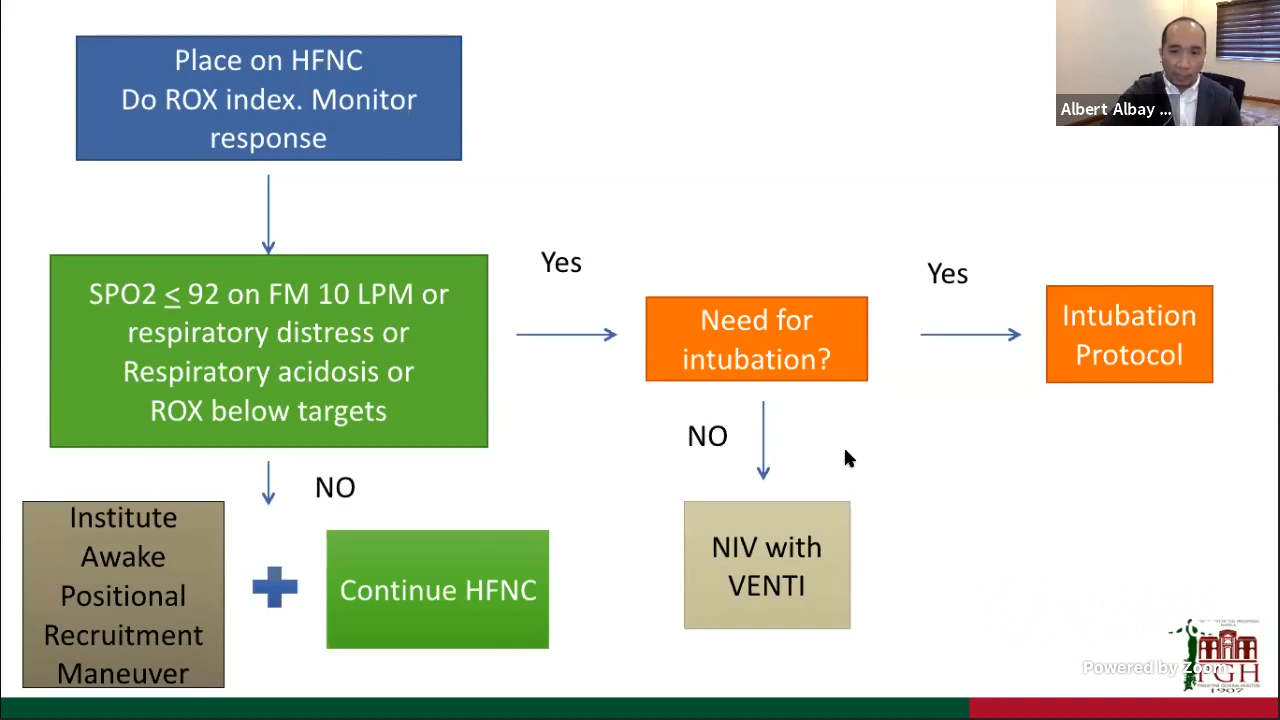 Place on HFNC
Do ROX index. Monitor
response
Albert Albay ...
SPO2 ≤ 92 on FM 10 LPM or
respiratory distress or
Respiratory acidosis or
ROX below targets
Yes
Need for
intubation?
Yes
Intubation
Protocol
NO
NO
Institute
Awake
Positional
Recruitment
Maneuver
Continue HFNC
NIV with
VENTI
Powered by Zoom
PGH
1907